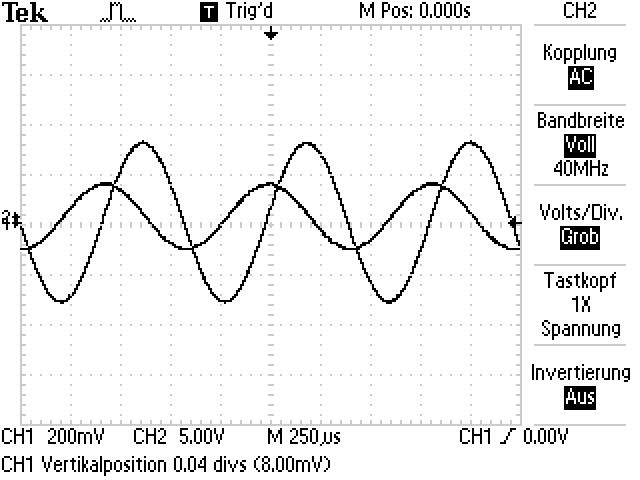 Tek T Trig'd M Pos: 0.000s CH2
Kopplung
AC
Bandbreite
Voll
40MHz
Volts/Div.
Grob
Tastkopf
1X
Spannung
Invertierung
Aus
CH1 200mV CH2 5.00V M 250µs CH1 0.00V
CH1 Vertikalposition 0.04 divs (8.00mV)